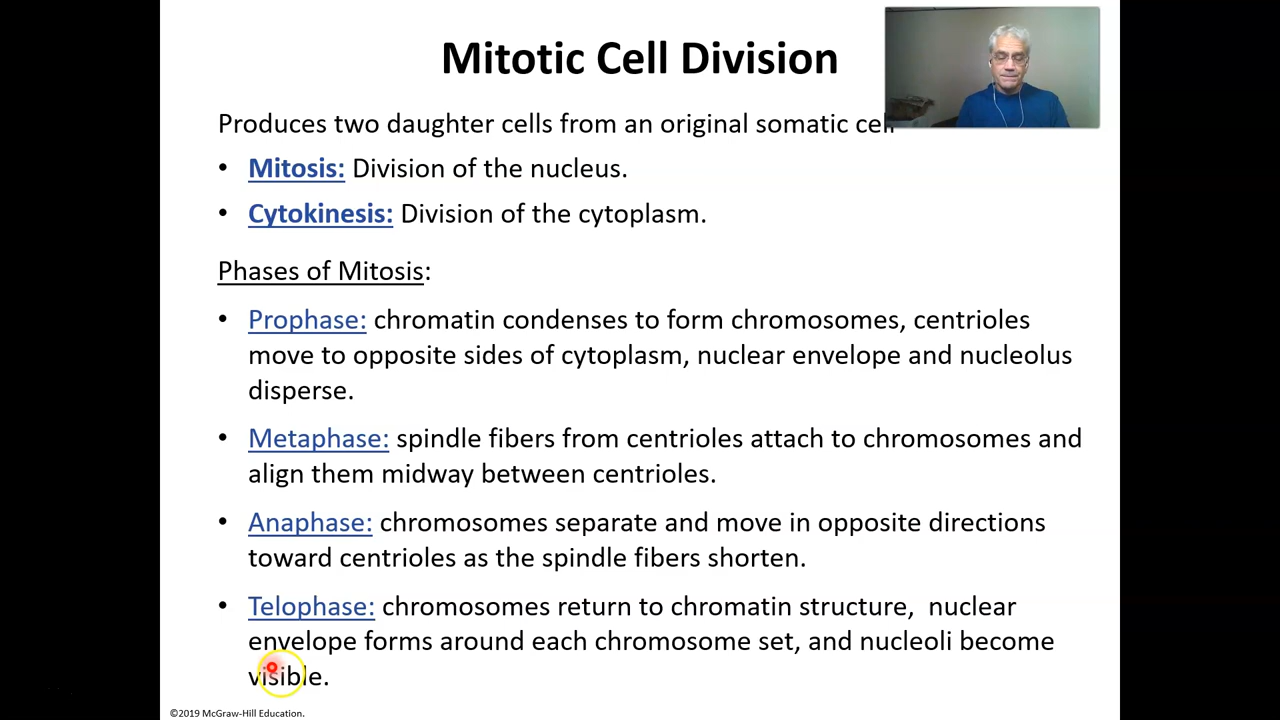 Mitotic Cell Division
Produces two daughter cells from an original somatic cell
• Mitosis: Division of the nucleus.
• Cytokinesis: Division of the cytoplasm.
Phases of Mitosis:
• Prophase: chromatin condenses to form chromosomes, centrioles
move to opposite sides of cytoplasm, nuclear envelope and nucleolus
disperse.
• Metaphase: spindle fibers from centrioles attach to chromosomes and
align them midway between centrioles.
• Anaphase: chromosomes separate and move in opposite directions
toward centrioles as the spindle fibers shorten.
• Telophase: chromosomes return to chromatin structure,  nuclear
envelope forms around each chromosome set, and nucleoli become
visible.
©2019 McGraw-Hill Education.